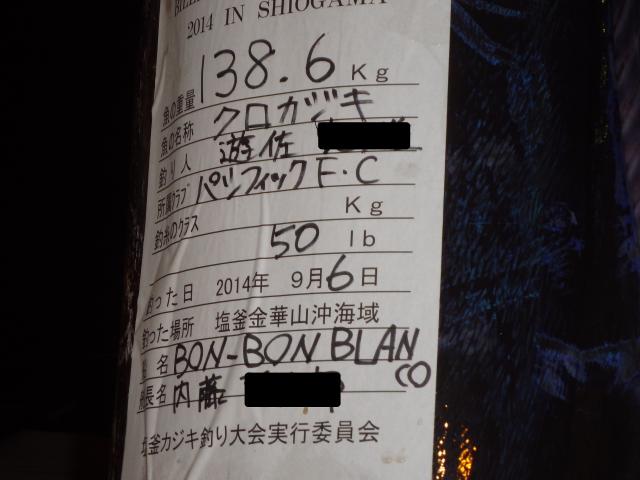 2014 IN SHIOGAMA
魚の重量 138.6 Kg
魚の名称 クロカジキ
釣り人 遊佐
所属クラブ パシフィック F.C
釣糸のクラス Kg
50 lb
釣った日 2014年 9月6日
釣った場所 塩釜金華山沖海域
名 BON-BON BLAN
CO
長名 内藤
塩釜カジキ釣り大会実行委員会